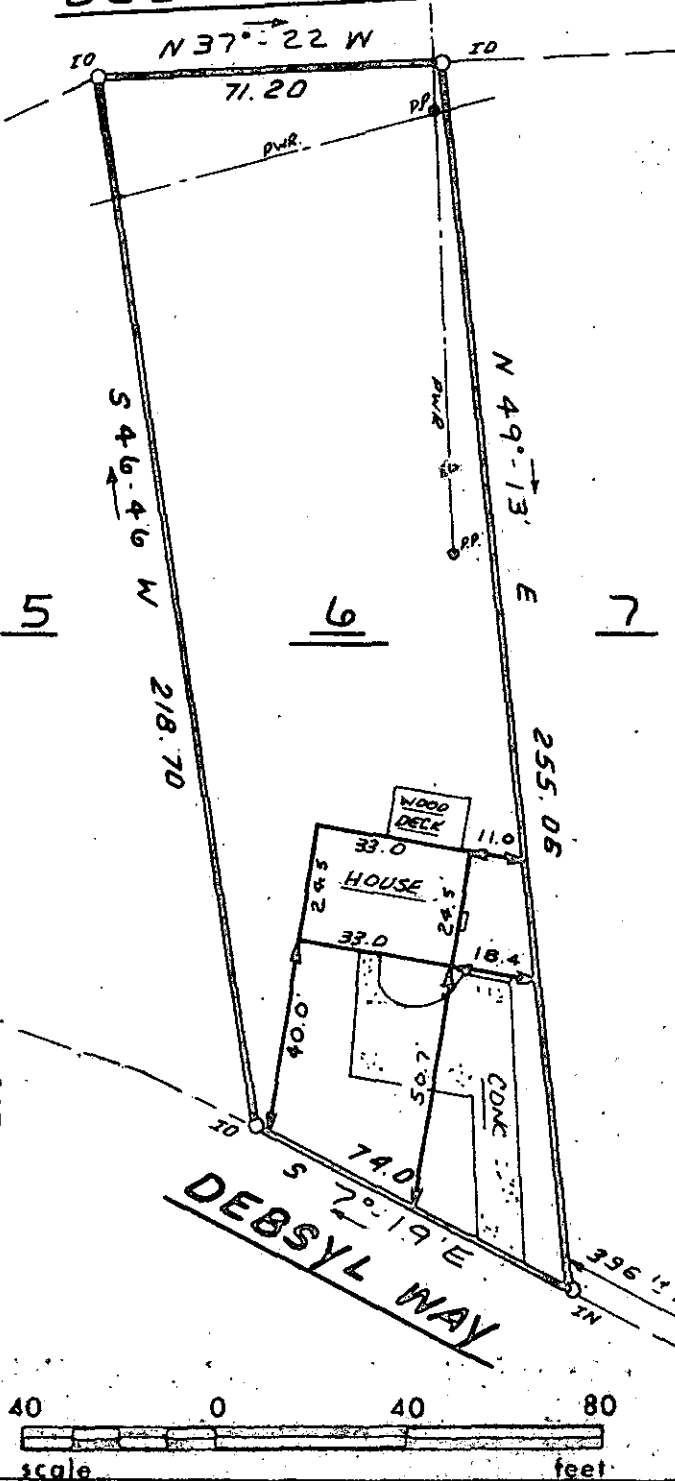 N 37°-22 W
IO
IO
71.20
P.P.
PWR.
N 49°-13' E
PWR
S 46-46 W 218.70
P.P.
5
6
7
255.06
WOOD
DECK
11.0
33.0
24.5
HOUSE
24.5
33.0
18.4
40.0'
50.7
CONC
IO
74.0
S 7°-19'E
DEBSYL WAY
396 '±
IN
40 0 40 80
scale feet